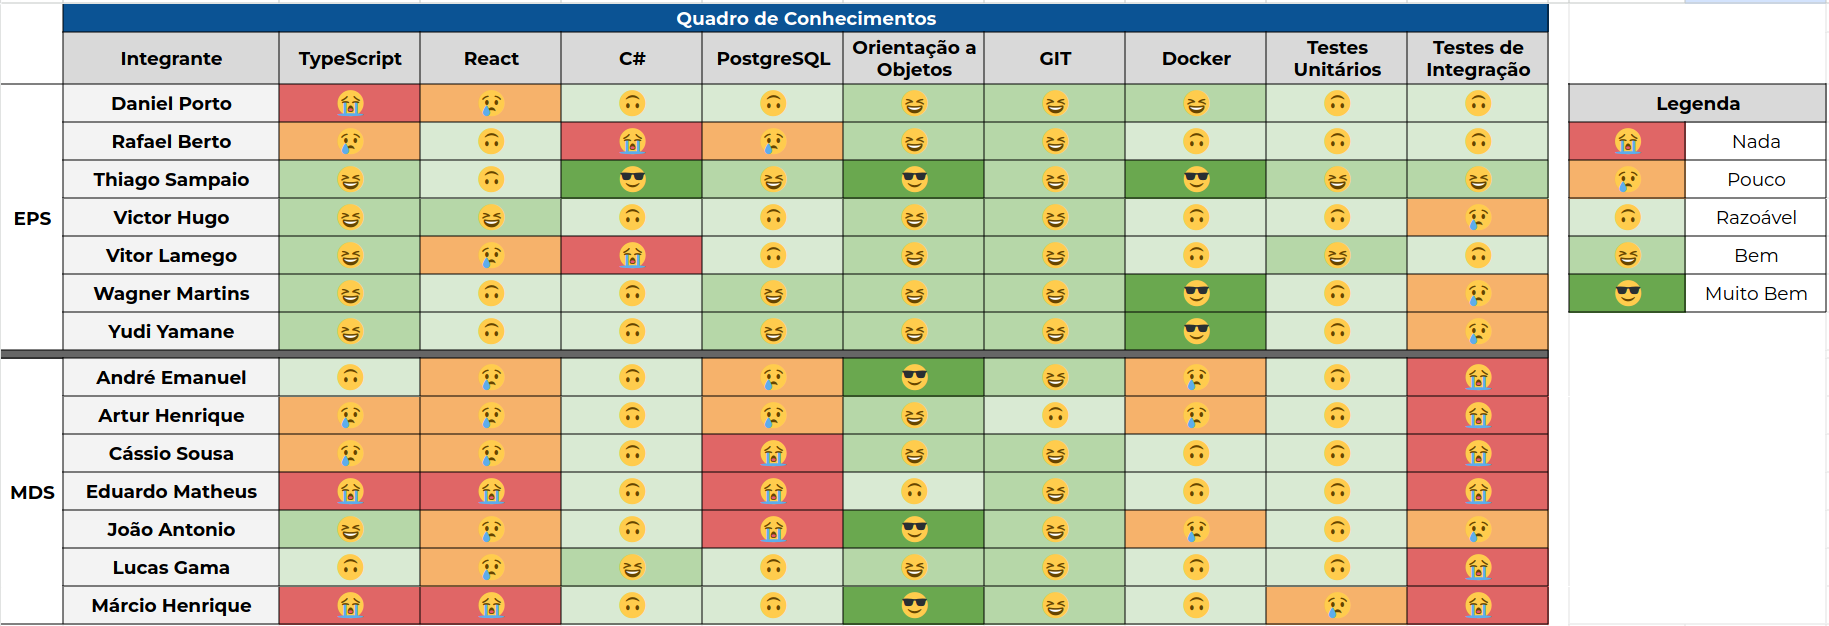 Quadro de Conhecimentos
Integrante TypeScript React C# PostgreSQL Orientação a Objetos GIT Docker Testes Unitários Testes de Integração
EPS
Daniel Porto 😭 😢 🙃 🙃 😆 😆 😆 🙃 🙃
Rafael Berto 😢 🙃 😭 😢 😆 😆 🙃 🙃 🙃
Thiago Sampaio 😆 🙃 😎 😆 😎 😆 😎 😆 😆
Victor Hugo 😆 😆 🙃 🙃 😆 😆 🙃 🙃 😢
Vitor Lamego 😆 😢 😭 🙃 😆 😆 🙃 😆 🙃
Wagner Martins 😆 🙃 🙃 😆 😆 😆 😎 🙃 😢
Yudi Yamane 😆 🙃 🙃 😆 😆 😆 😎 🙃 😢
MDS
André Emanuel 🙃 😢 🙃 😢 😎 😆 😢 🙃 😭
Artur Henrique 😢 😢 🙃 😢 😆 🙃 😢 🙃 😭
Cássio Sousa 😢 😢 🙃 😭 😆 😆 🙃 🙃 😭
Eduardo Matheus 😭 😭 🙃 😭 🙃 😆 🙃 🙃 😭
João Antonio 😆 😢 🙃 😭 😎 😆 😢 🙃 😢
Lucas Gama 🙃 😢 😆 🙃 😆 😆 🙃 🙃 😭
Márcio Henrique 😭 😭 🙃 🙃 😎 😆 🙃 😢 😭
Legenda
😭 Nada
😢 Pouco
🙃 Razoável
😆 Bem
😎 Muito Bem